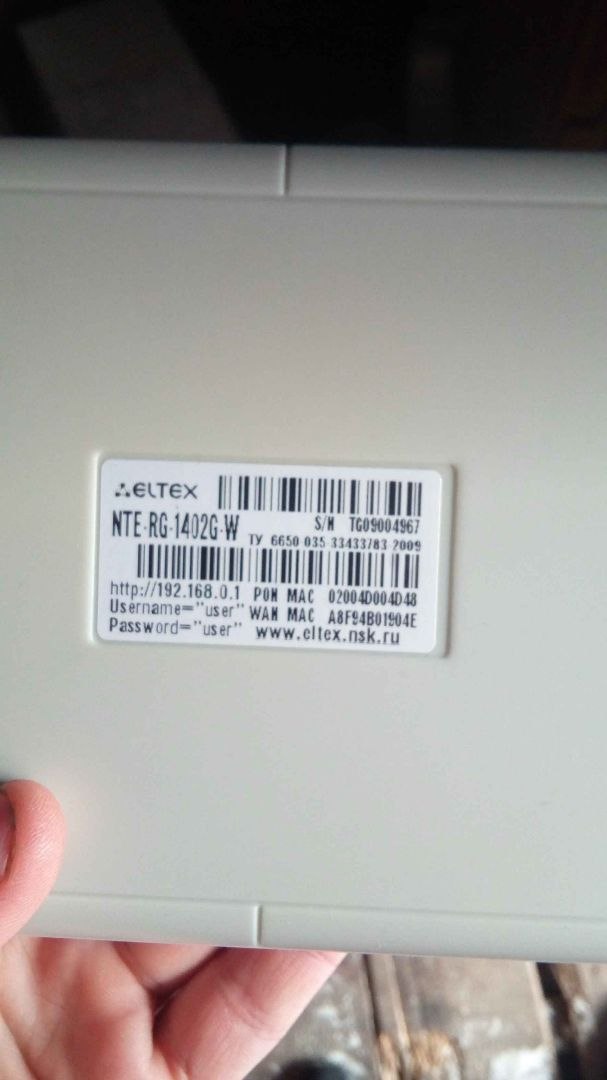 ELTEX
NTE-RG-1402G-W
S/N TG09004967
ТУ 6650-035-33433783-2009
http://192.168.0.1 PON MAC 02004D004D48
Username="user" WAN MAC A8F94B01904E
Password="user" www.eltex.nsk.ru